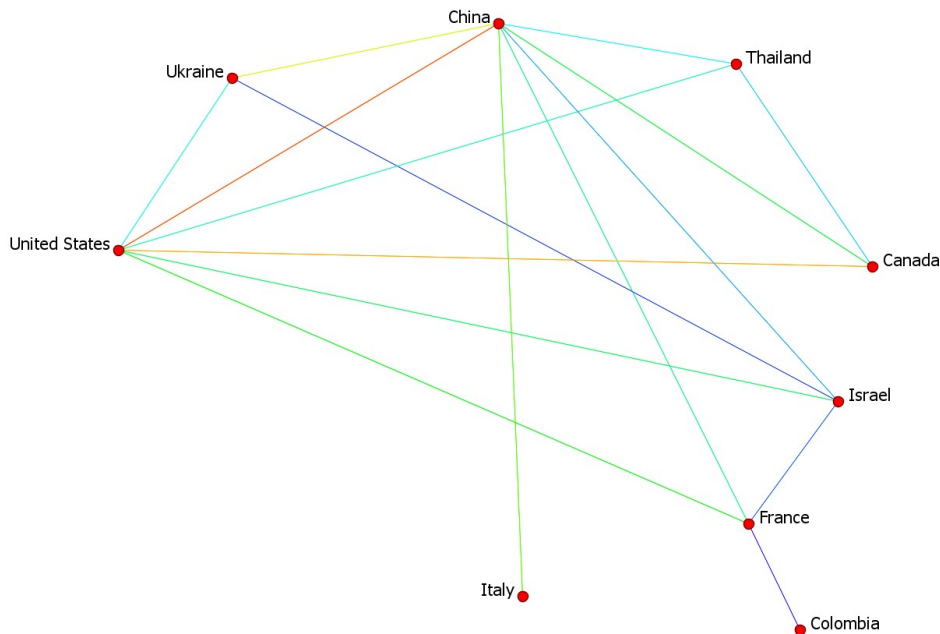 China
Thailand
Ukraine
United States
Canada
Israel
France
Italy
Colombia